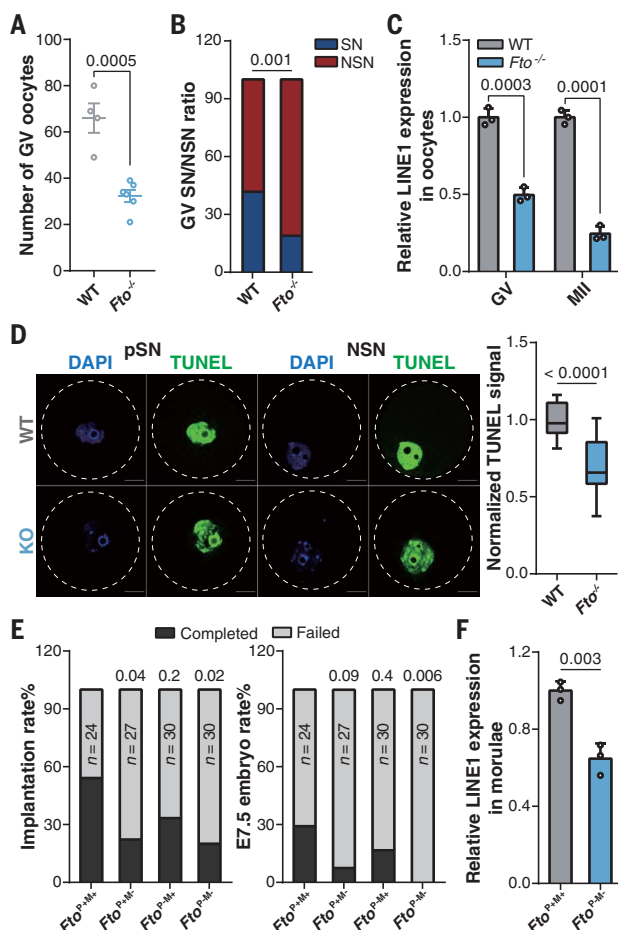 A
Number of GV oocytes
100
80
60
40
20
0
0.0005
WT
Fto-/-
B
GV SN/NSN ratio
120
90
60
30
0
0.001
SN
NSN
WT
Fto-/-
C
Relative LINE1 expression
in oocytes
1.5
1.0
0.5
0.0
WT
Fto-/-
0.0003
0.0001
GV
MII
D
pSN
NSN
DAPI
TUNEL
DAPI
TUNEL
WT
KO
Normalized TUNEL signal
1.5
1.0
0.5
0.0
< 0.0001
WT
Fto-/-
E
Completed
Failed
Implantation rate%
120
90
60
30
0
0.04
0.2
0.02
n = 24
n = 27
n = 30
n = 30
FtoP+M+
FtoP+M-
FtoP-M+
FtoP-M-
E7.5 embryo rate%
120
90
60
30
0
0.09
0.4
0.006
n = 24
n = 27
n = 30
n = 30
FtoP+M+
FtoP+M-
FtoP-M+
FtoP-M-
F
Relative LINE1 expression
in morulae
1.2
0.8
0.4
0.0
0.003
FtoP+M+
FtoP-M-